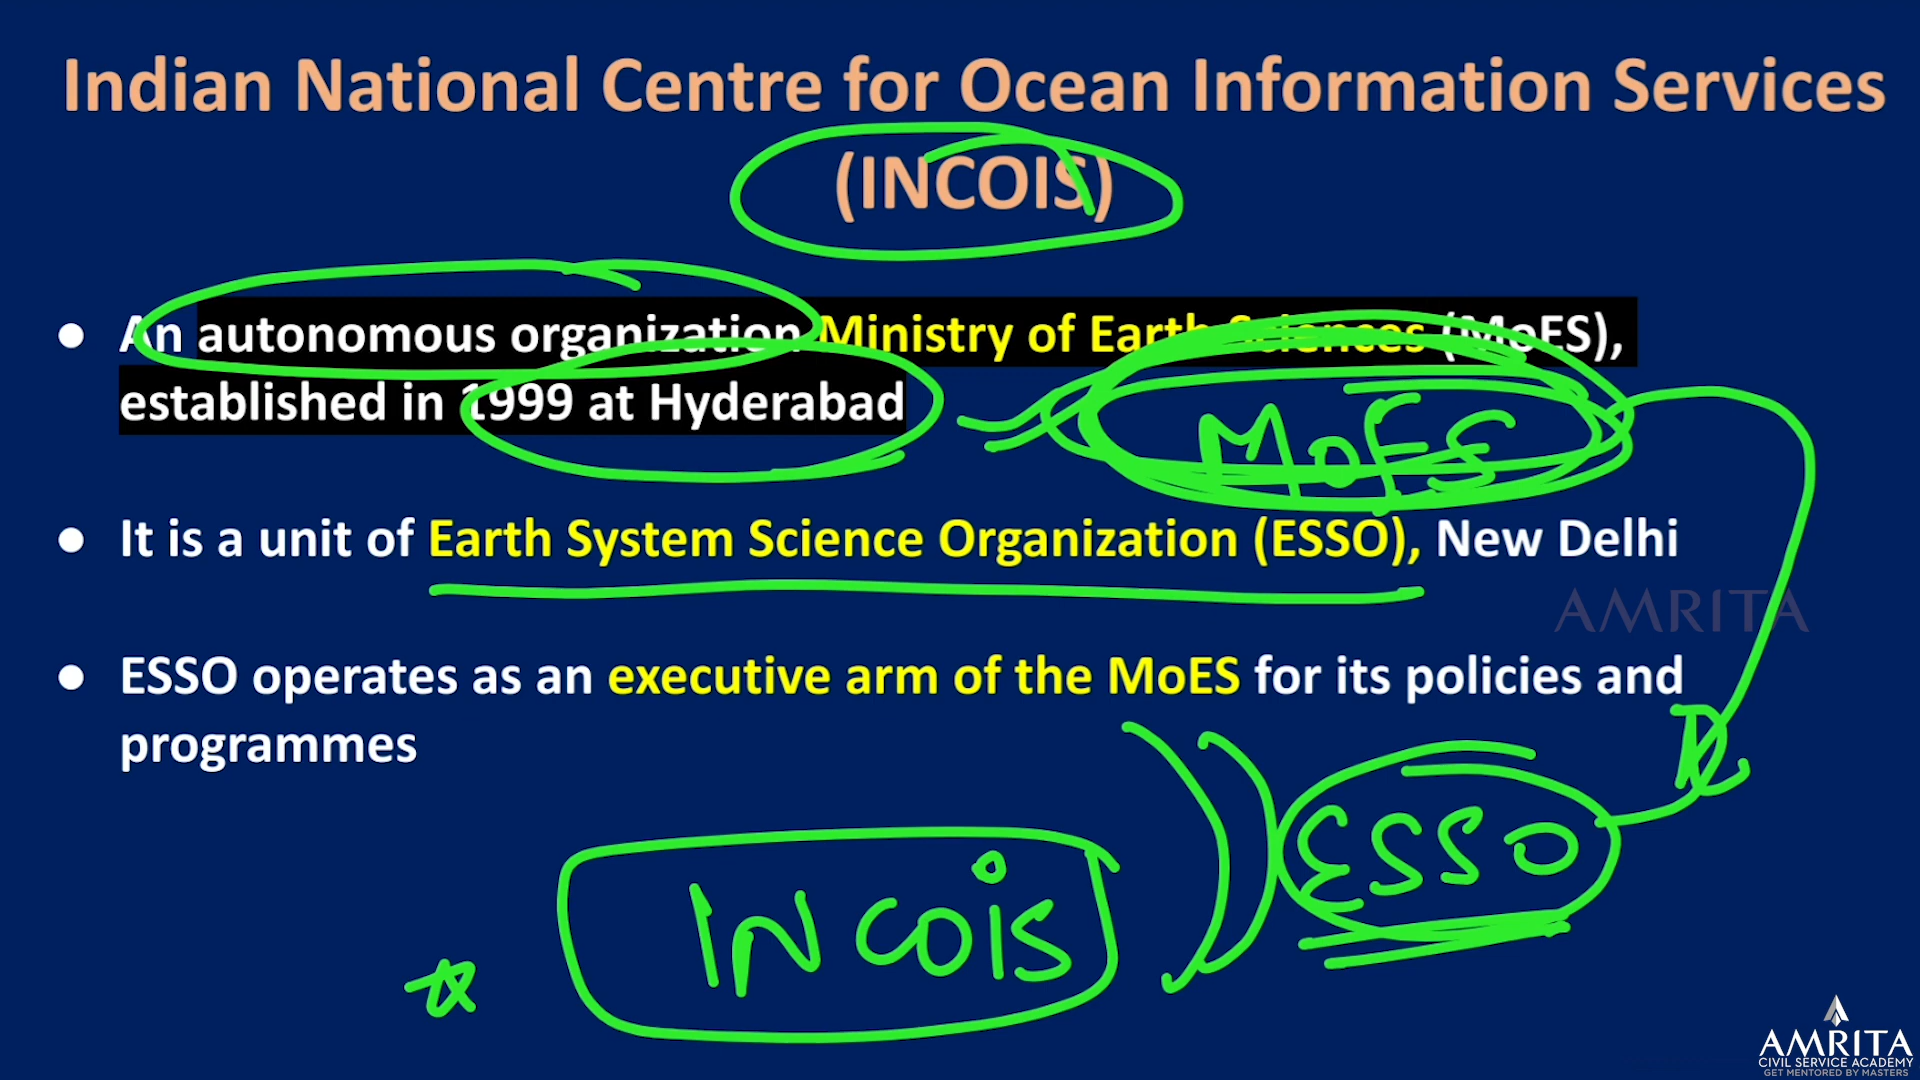 Indian National Centre for Ocean Information Services
(INCOIS)
● An autonomous organization Ministry of Earth Sciences (MoES),
established in 1999 at Hyderabad
MoES
● It is a unit of Earth System Science Organization (ESSO), New Delhi
AMRITA
● ESSO operates as an executive arm of the MoES for its policies and
programmes
ESSO
INCOIS
AMRITA
CIVIL SERVICE ACADEMY
GET MENTORED BY MASTERS